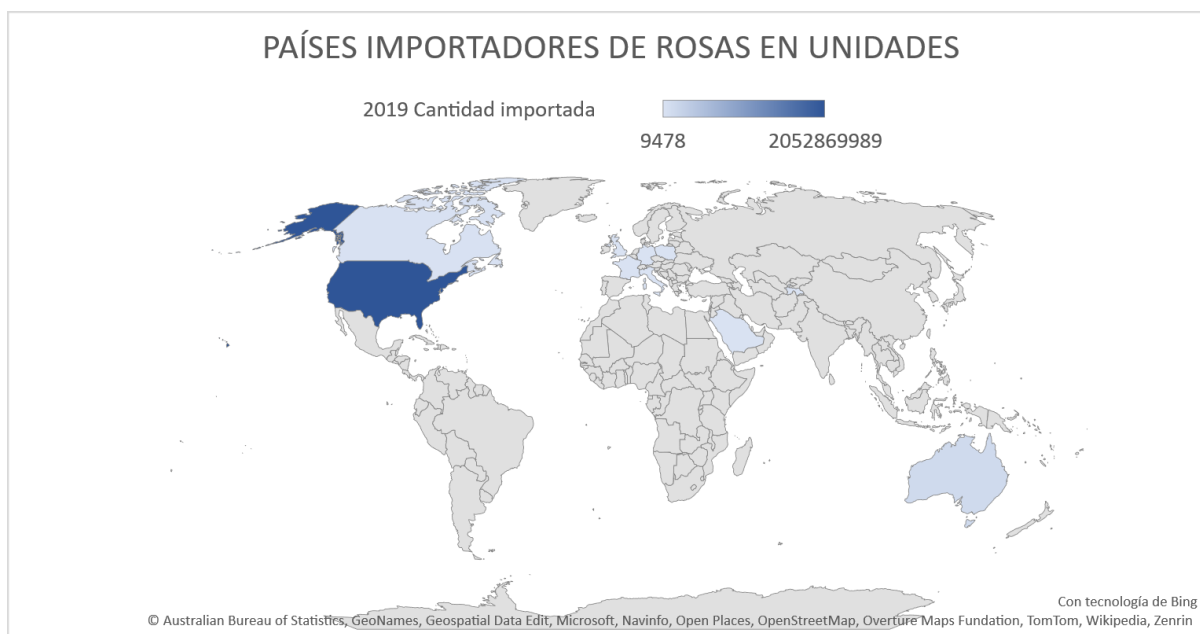 PAÍSES IMPORTADORES DE ROSAS EN UNIDADES
2019 Cantidad importada
9478 2052869989
Con tecnología de Bing
© Australian Bureau of Statistics, GeoNames, Geospatial Data Edit, Microsoft, Navinfo, Open Places, OpenStreetMap, Overture Maps Fundation, TomTom, Wikipedia, Zenrin